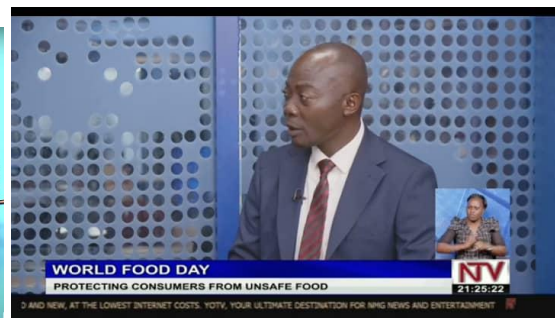 WORLD FOOD DAY
PROTECTING CONSUMERS FROM UNSAFE FOOD
NTV
21:25:22
D AND NEW, AT THE LOWEST INTERNET COSTS. YOTV, YOUR ULTIMATE DESTINATION FOR NMG NEWS AND ENTERTAINMENT